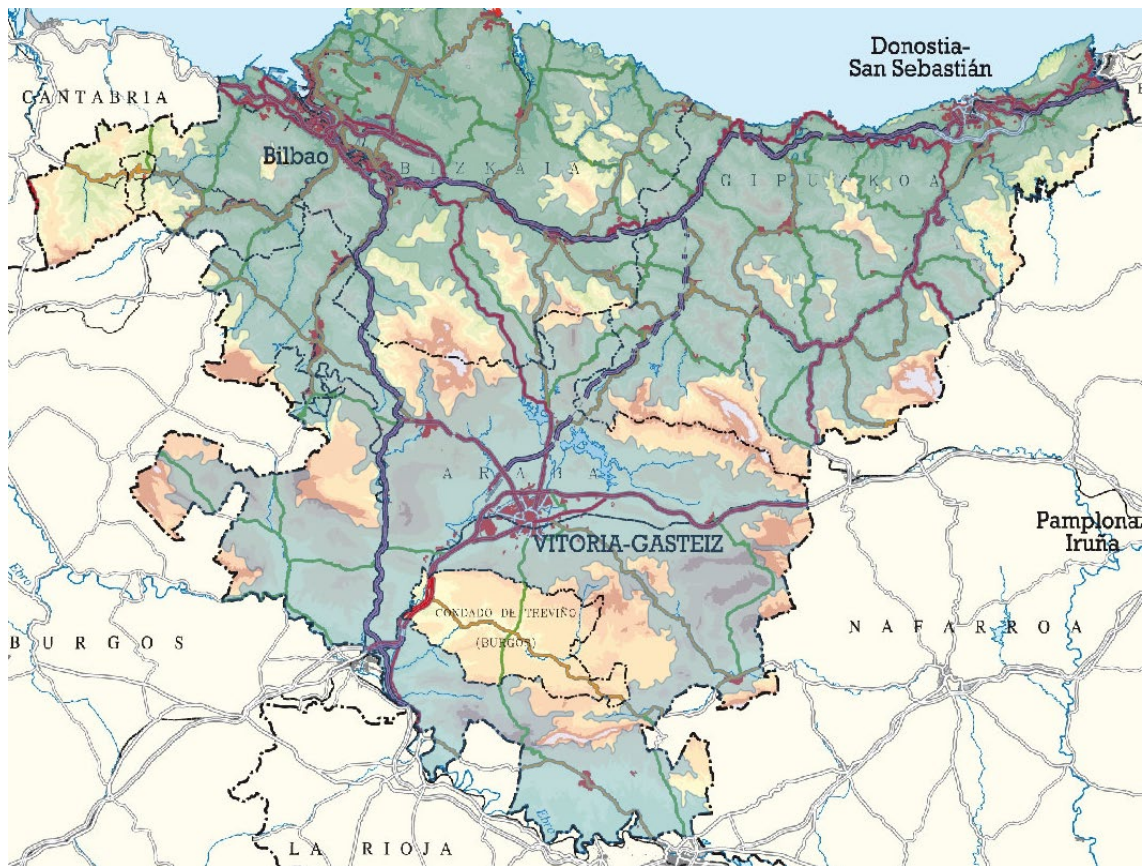 Donostia-
San Sebastián
CANTABRIA
Bilbao
BIZKAIA
GIPUZKOA
ARABA
VITORIA-GASTEIZ
Pamplona-
Iruña
Ebro
CONDADO DE TREVIÑO
(BURGOS)
BURGOS
NAFARROA
Ebro
LA RIOJA